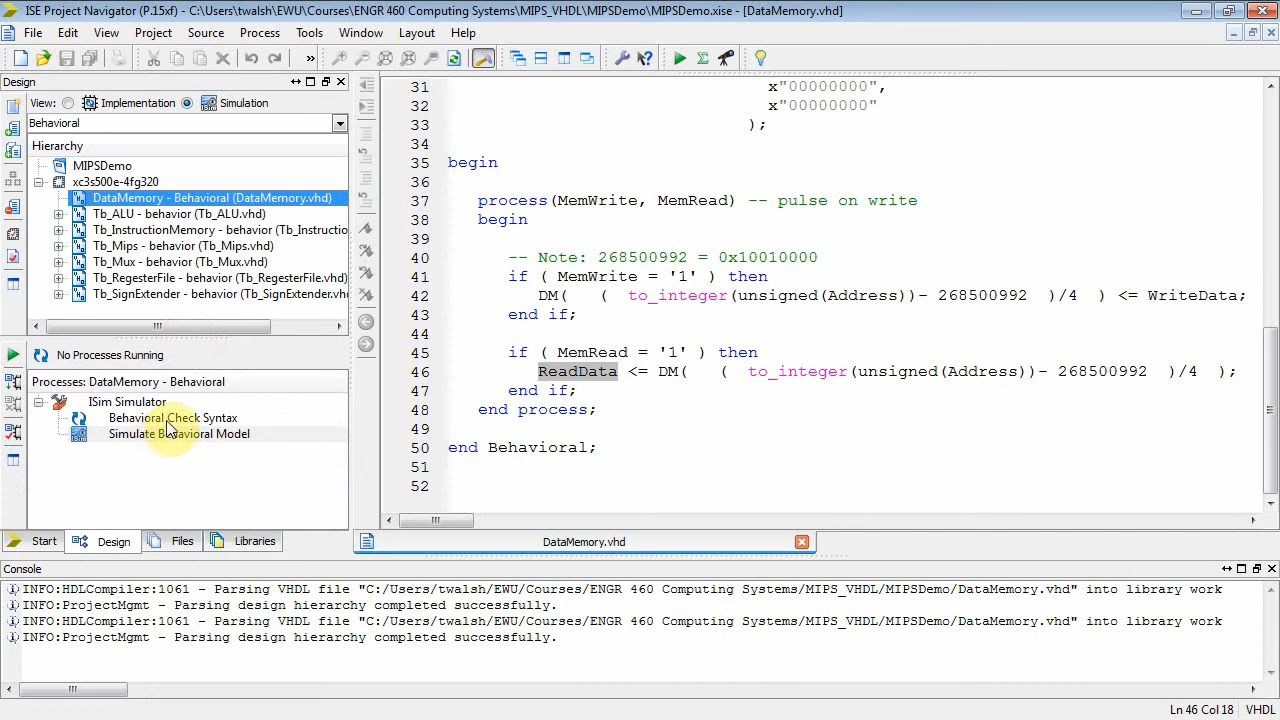 ISE Project Navigator (P.15xf) - C:\Users\twalsh\EWU\Courses\ENGR 460 Computing Systems\MIPS_VHDL\MIPSDemo\MIPSDemo.xise - [DataMemory.vhd]
File Edit View Project Source Process Tools Window Layout Help
»
Design
View: Implementation Simulation
Behavioral
Hierarchy
MIPSDemo
4fg320
DataMemory - Behavioral (DataMemory.vhd)
Tb_ALU - behavior (Tb_ALU.vhd)
Tb_InstructionMemory - behavior (Tb_Instructio
Tb_Mips - behavior (Tb_Mips.vhd)
Tb_Mux - behavior (Tb_Mux.vhd)
Tb_RegesterFile - behavior (Tb_RegesterFile.vhd)
Tb_SignExtender - behavior (Tb_SignExtender.vh
No Processes Running
Processes: DataMemory - Behavioral
ISim Simulator
Behavioral Check Syntax
Simulate Behavioral Model
Start Design Files Libraries
31 x"00000000",
32 x"00000000"
33 );
34
35 begin
36
37 process(MemWrite, MemRead) -- pulse on write
38 begin
39
40 -- Note: 268500992 = 0x10010000
41 if ( MemWrite = '1' ) then
42 DM( ( to_integer(unsigned(Address))- 268500992 )/4 ) <= WriteData;
43 end if;
44
45 if ( MemRead = '1' ) then
46 ReadData <= DM( ( to_integer(unsigned(Address))- 268500992 )/4 );
47 end if;
48 end process;
49
50 end Behavioral;
51
52
DataMemory.vhd
Console
INFO:HDLCompiler:1061 - Parsing VHDL file "C:/Users/twalsh/EWU/Courses/ENGR 460 Computing Systems/MIPS_VHDL/MIPSDemo/DataMemory.vhd" into library work
INFO:ProjectMgmt - Parsing design hierarchy completed successfully.
INFO:HDLCompiler:1061 - Parsing VHDL file "C:/Users/twalsh/EWU/Courses/ENGR 460 Computing Systems/MIPS_VHDL/MIPSDemo/DataMemory.vhd" into library work
INFO:ProjectMgmt - Parsing design hierarchy completed successfully.
Ln 46 Col 18 VHDL